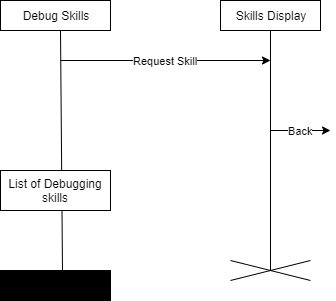 Debug Skills
Skills Display
Request Skill
Back
List of Debugging
skills